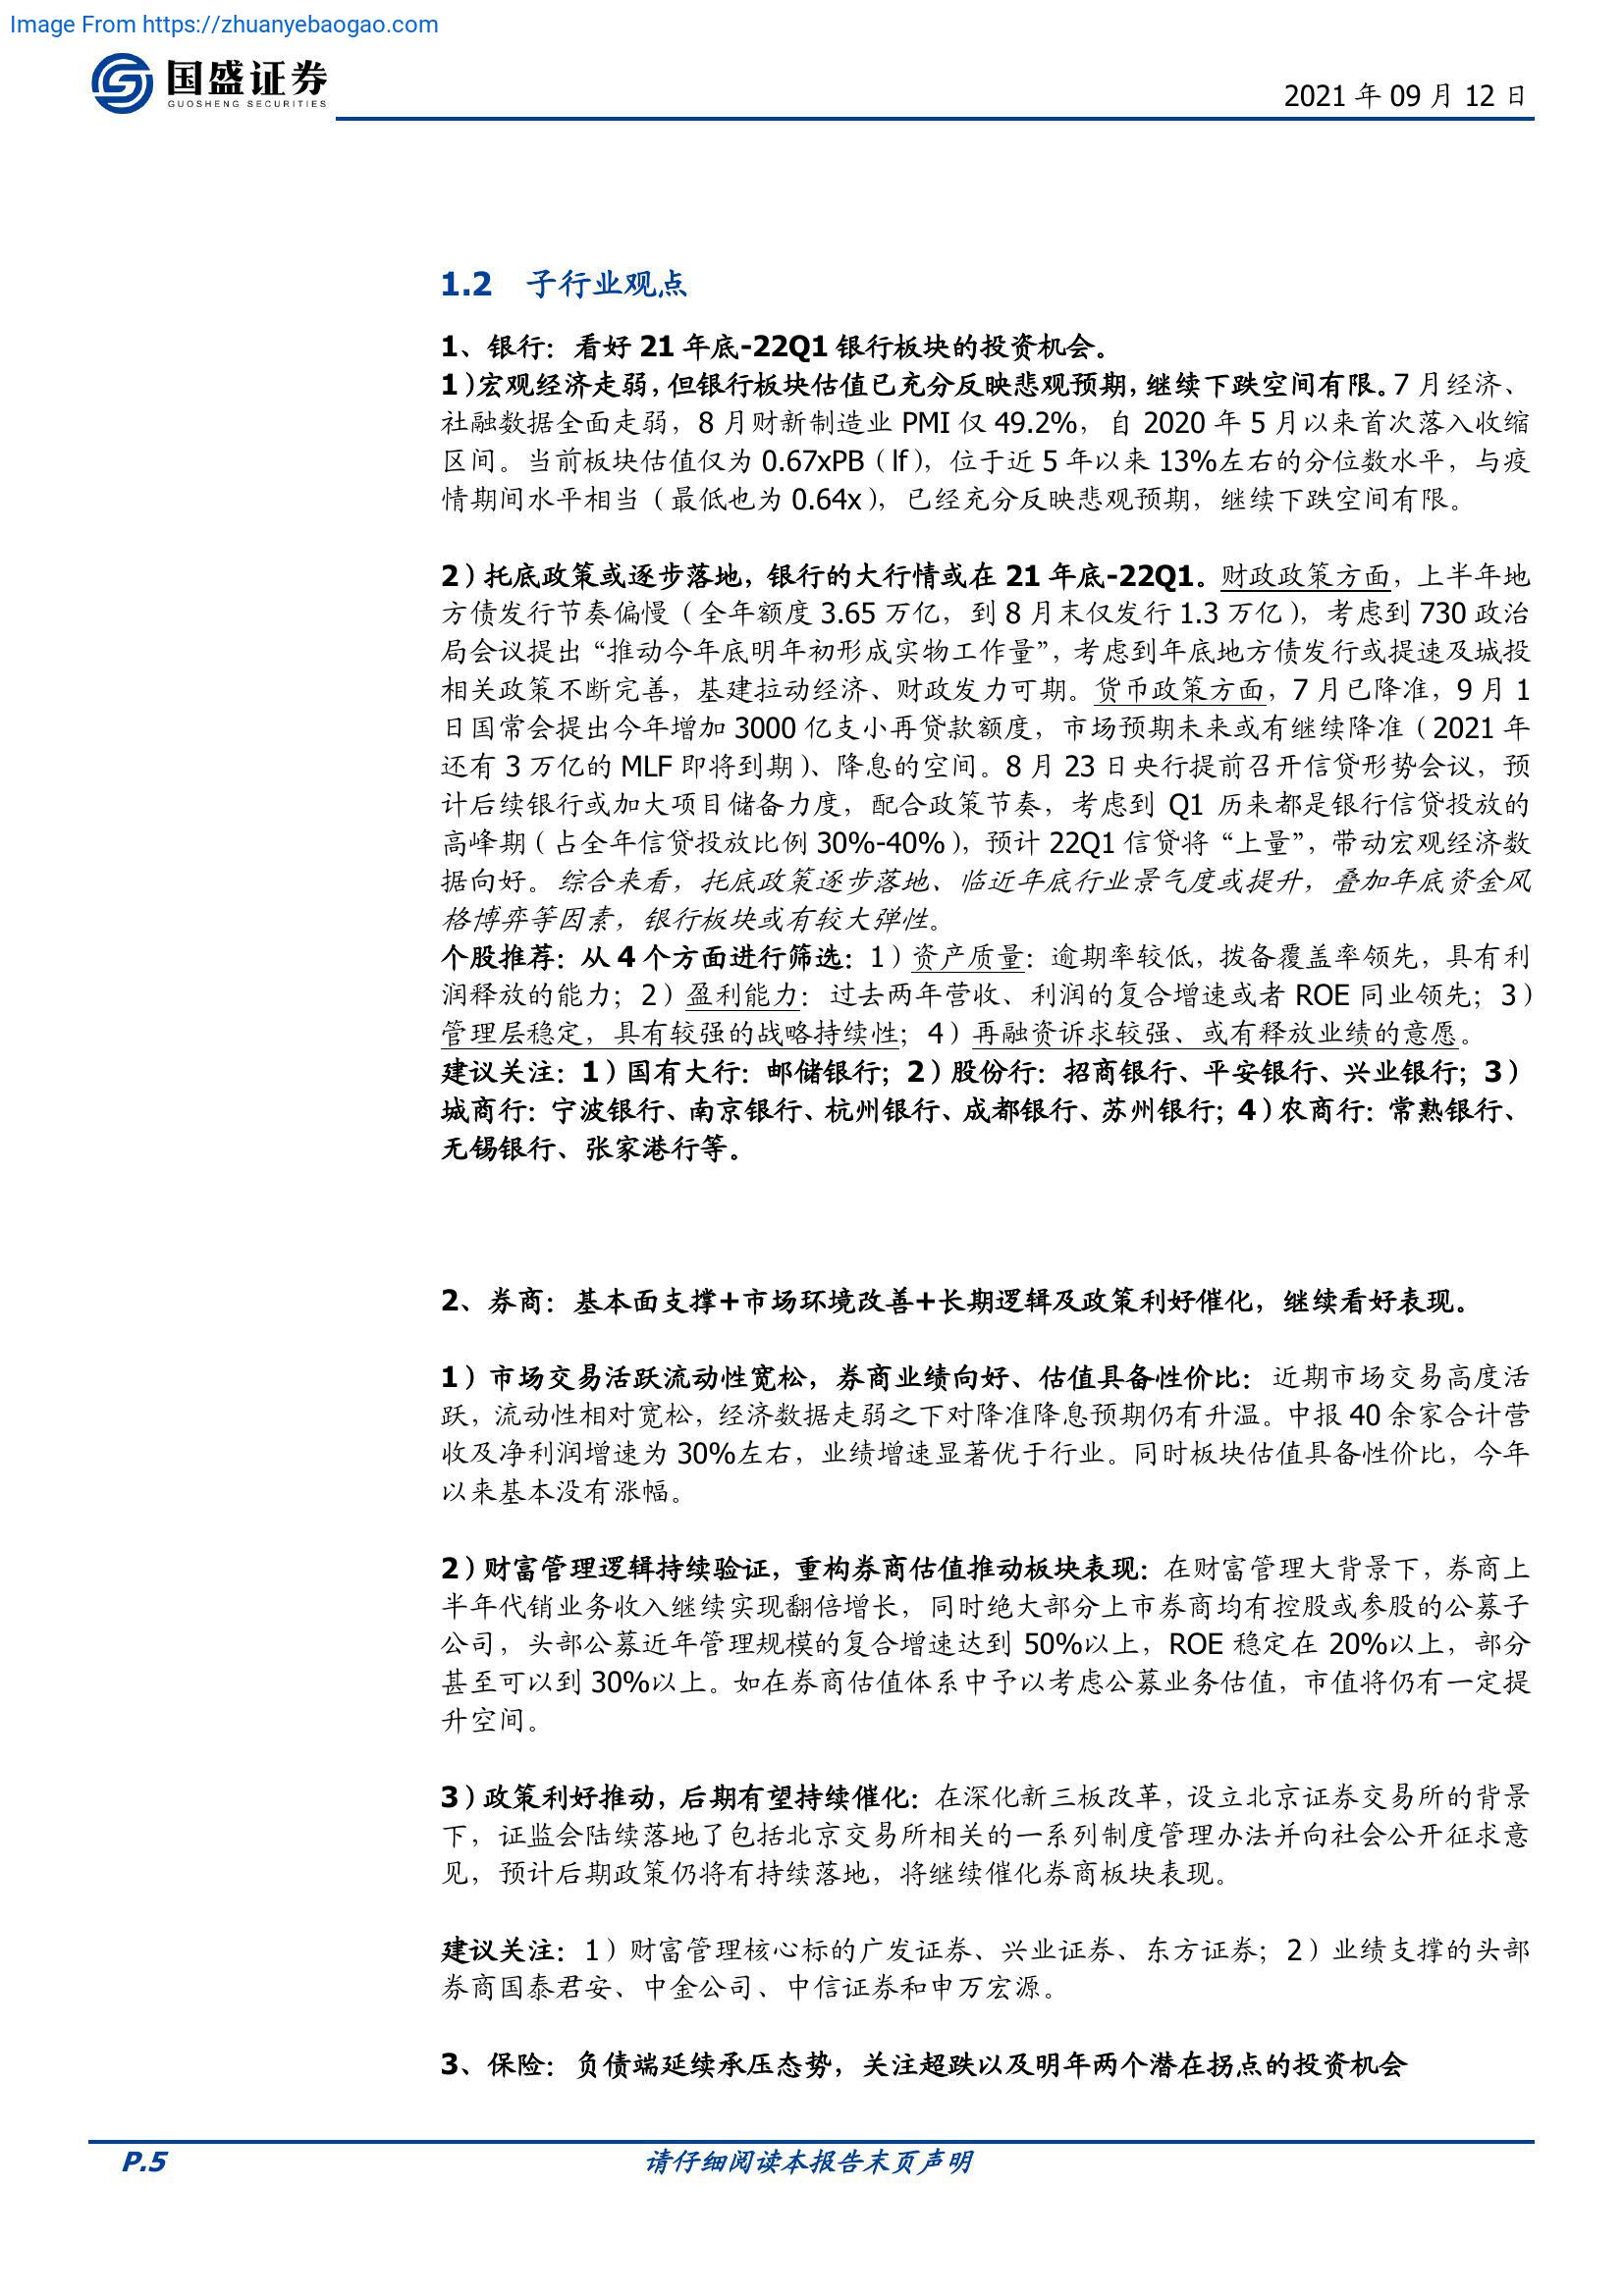 Image From https://zhuanyebaogao.com
国盛证券
GUOSHENG SECURITIES
2021 年 09 月 12 日
1.2 子行业观点
1、银行：看好 21 年底-22Q1 银行板块的投资机会。
1）宏观经济走弱，但银行板块估值已充分反映悲观预期，继续下跌空间有限。7 月经济、
社融数据全面走弱，8 月财新制造业 PMI 仅 49.2%，自 2020 年 5 月以来首次落入收缩
区间。当前板块估值仅为 0.67xPB（lf），位于近 5 年以来 13%左右的分位数水平，与疫
情期间水平相当（最低也为 0.64x），已经充分反映悲观预期，继续下跌空间有限。
2）托底政策或逐步落地，银行的大行情或在 21 年底-22Q1。财政政策方面，上半年地
方债发行节奏偏慢（全年额度 3.65 万亿，到 8 月末仅发行 1.3 万亿），考虑到 730 政治
局会议提出“推动今年底明年初形成实物工作量”，考虑到年底地方债发行或提速及城投
相关政策不断完善，基建拉动经济、财政发力可期。货币政策方面，7 月已降准，9 月 1
日国常会提出今年增加 3000 亿支小再贷款额度，市场预期未来或有继续降准（2021 年
还有 3 万亿的 MLF 即将到期）、降息的空间。8 月 23 日央行提前召开信贷形势会议，预
计后续银行或加大项目储备力度，配合政策节奏，考虑到 Q1 历来都是银行信贷投放的
高峰期（占全年信贷投放比例 30%-40%），预计 22Q1 信贷将“上量”，带动宏观经济数
据向好。综合来看，托底政策逐步落地、临近年底行业景气度或提升，叠加年底资金风
格博弈等因素，银行板块或有较大弹性。
个股推荐：从 4 个方面进行筛选：1）资产质量：逾期率较低，拨备覆盖率领先，具有利
润释放的能力；2）盈利能力：过去两年营收、利润的复合增速或者 ROE 同业领先；3）
管理层稳定，具有较强的战略持续性；4）再融资诉求较强、或有释放业绩的意愿。
建议关注：1）国有大行：邮储银行；2）股份行：招商银行、平安银行、兴业银行；3）
城商行：宁波银行、南京银行、杭州银行、成都银行、苏州银行；4）农商行：常熟银行、
无锡银行、张家港行等。
2、券商：基本面支撑+市场环境改善+长期逻辑及政策利好催化，继续看好表现。
1）市场交易活跃流动性宽松，券商业绩向好、估值具备性价比：近期市场交易高度活
跃，流动性相对宽松，经济数据走弱之下对降准降息预期仍有升温。中报 40 余家合计营
收及净利润增速为 30%左右，业绩增速显著优于行业。同时板块估值具备性价比，今年
以来基本没有涨幅。
2）财富管理逻辑持续验证，重构券商估值推动板块表现：在财富管理大背景下，券商上
半年代销业务收入继续实现翻倍增长，同时绝大部分上市券商均有控股或参股的公募子
公司，头部公募近年管理规模的复合增速达到 50%以上，ROE 稳定在 20%以上，部分
甚至可以到 30%以上。如在券商估值体系中予以考虑公募业务估值，市值将仍有一定提
升空间。
3）政策利好推动，后期有望持续催化：在深化新三板改革，设立北京证券交易所的背景
下，证监会陆续落地了包括北京交易所相关的一系列制度管理办法并向社会公开征求意
见，预计后期政策仍将有持续落地，将继续催化券商板块表现。
建议关注：1）财富管理核心标的广发证券、兴业证券、东方证券；2）业绩支撑的头部
券商国泰君安、中金公司、中信证券和申万宏源。
3、保险：负债端延续承压态势，关注超跌以及明年两个潜在拐点的投资机会
P.5
请仔细阅读本报告末页声明